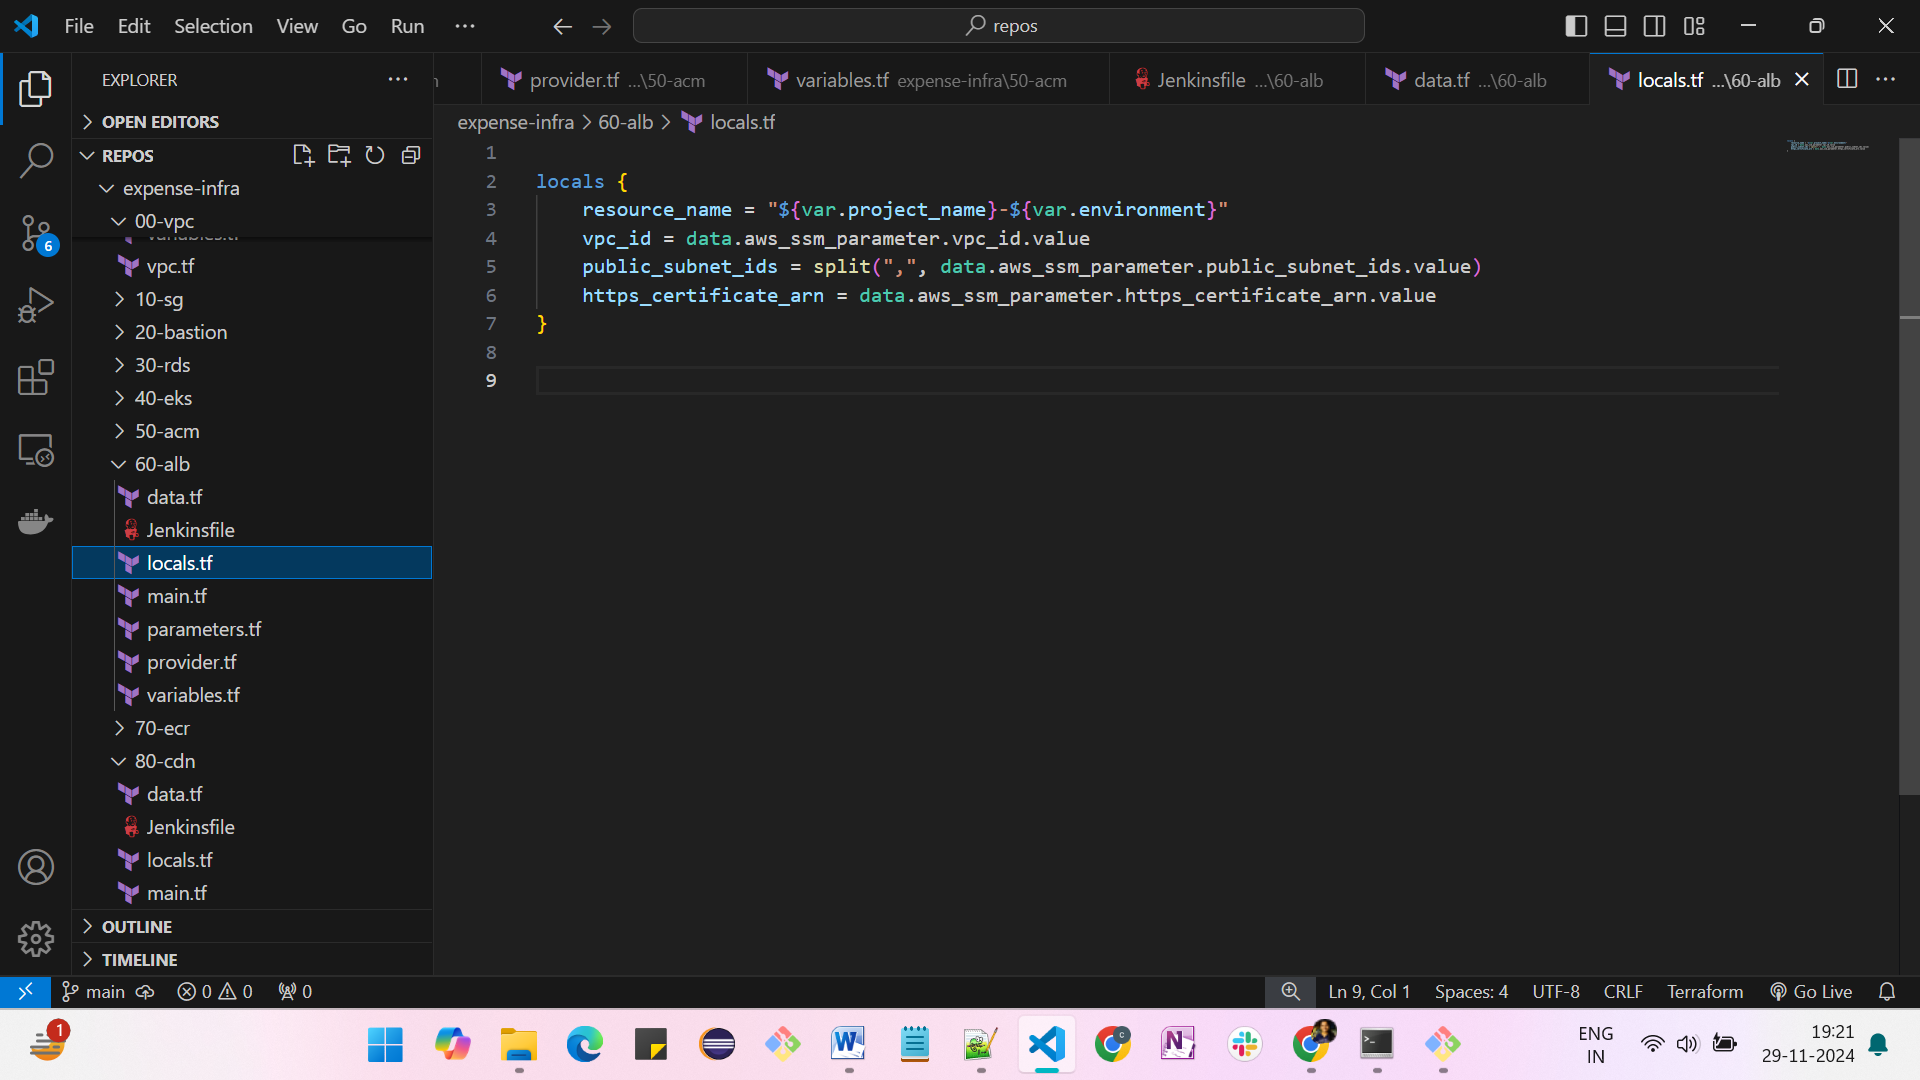 File Edit Selection View Go Run ··· repos
EXPLORER ···
OPEN EDITORS
REPOS
expense-infra
00-vpc
vpc.tf
10-sg
20-bastion
30-rds
40-eks
50-acm
60-alb
data.tf
Jenkinsfile
locals.tf
main.tf
parameters.tf
provider.tf
variables.tf
70-ecr
80-cdn
data.tf
Jenkinsfile
locals.tf
main.tf
OUTLINE
TIMELINE
6
provider.tf ...\50-acm variables.tf expense-infra\50-acm Jenkinsfile ...\60-alb data.tf ...\60-alb locals.tf ...\60-alb
expense-infra > 60-alb > locals.tf
1
2 locals {
3 resource_name = "${var.project_name}-${var.environment}"
4 vpc_id = data.aws_ssm_parameter.vpc_id.value
5 public_subnet_ids = split(",", data.aws_ssm_parameter.public_subnet_ids.value)
6 https_certificate_arn = data.aws_ssm_parameter.https_certificate_arn.value
7 }
8
9
main 0 0 0 Ln 9, Col 1 Spaces: 4 UTF-8 CRLF Terraform Go Live
1 ENG
IN
19:21
29-11-2024